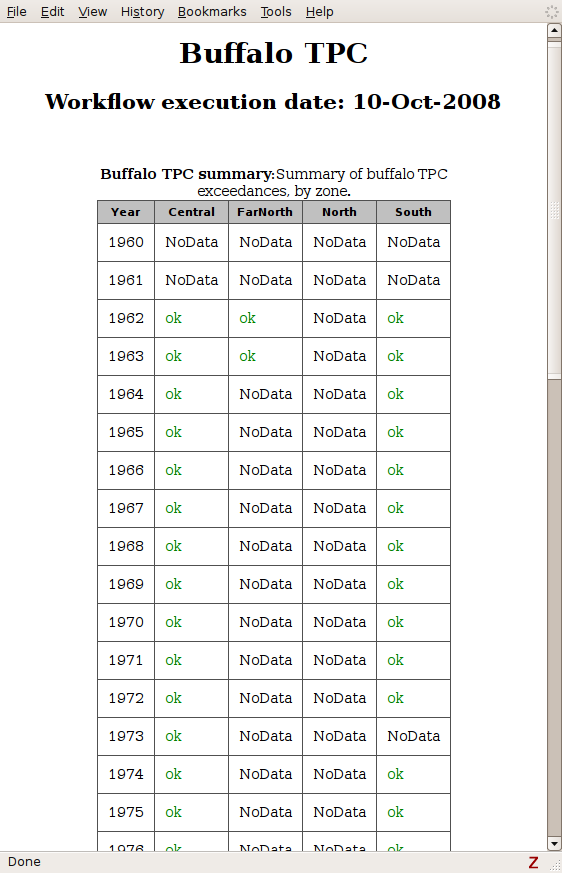 File Edit View History Bookmarks Tools Help
Buffalo TPC
Workflow execution date: 10-Oct-2008
Buffalo TPC summary:Summary of buffalo TPC
exceedances, by zone.
Year Central FarNorth North South
1960 NoData NoData NoData NoData
1961 NoData NoData NoData NoData
1962 ok ok NoData ok
1963 ok ok NoData ok
1964 ok NoData NoData ok
1965 ok NoData NoData ok
1966 ok NoData NoData ok
1967 ok NoData NoData ok
1968 ok NoData NoData ok
1969 ok NoData NoData ok
1970 ok NoData NoData ok
1971 ok NoData NoData ok
1972 ok NoData NoData ok
1973 ok NoData NoData NoData
1974 ok NoData NoData ok
1975 ok NoData NoData ok
1976 ok NoData NoData ok
Done Z